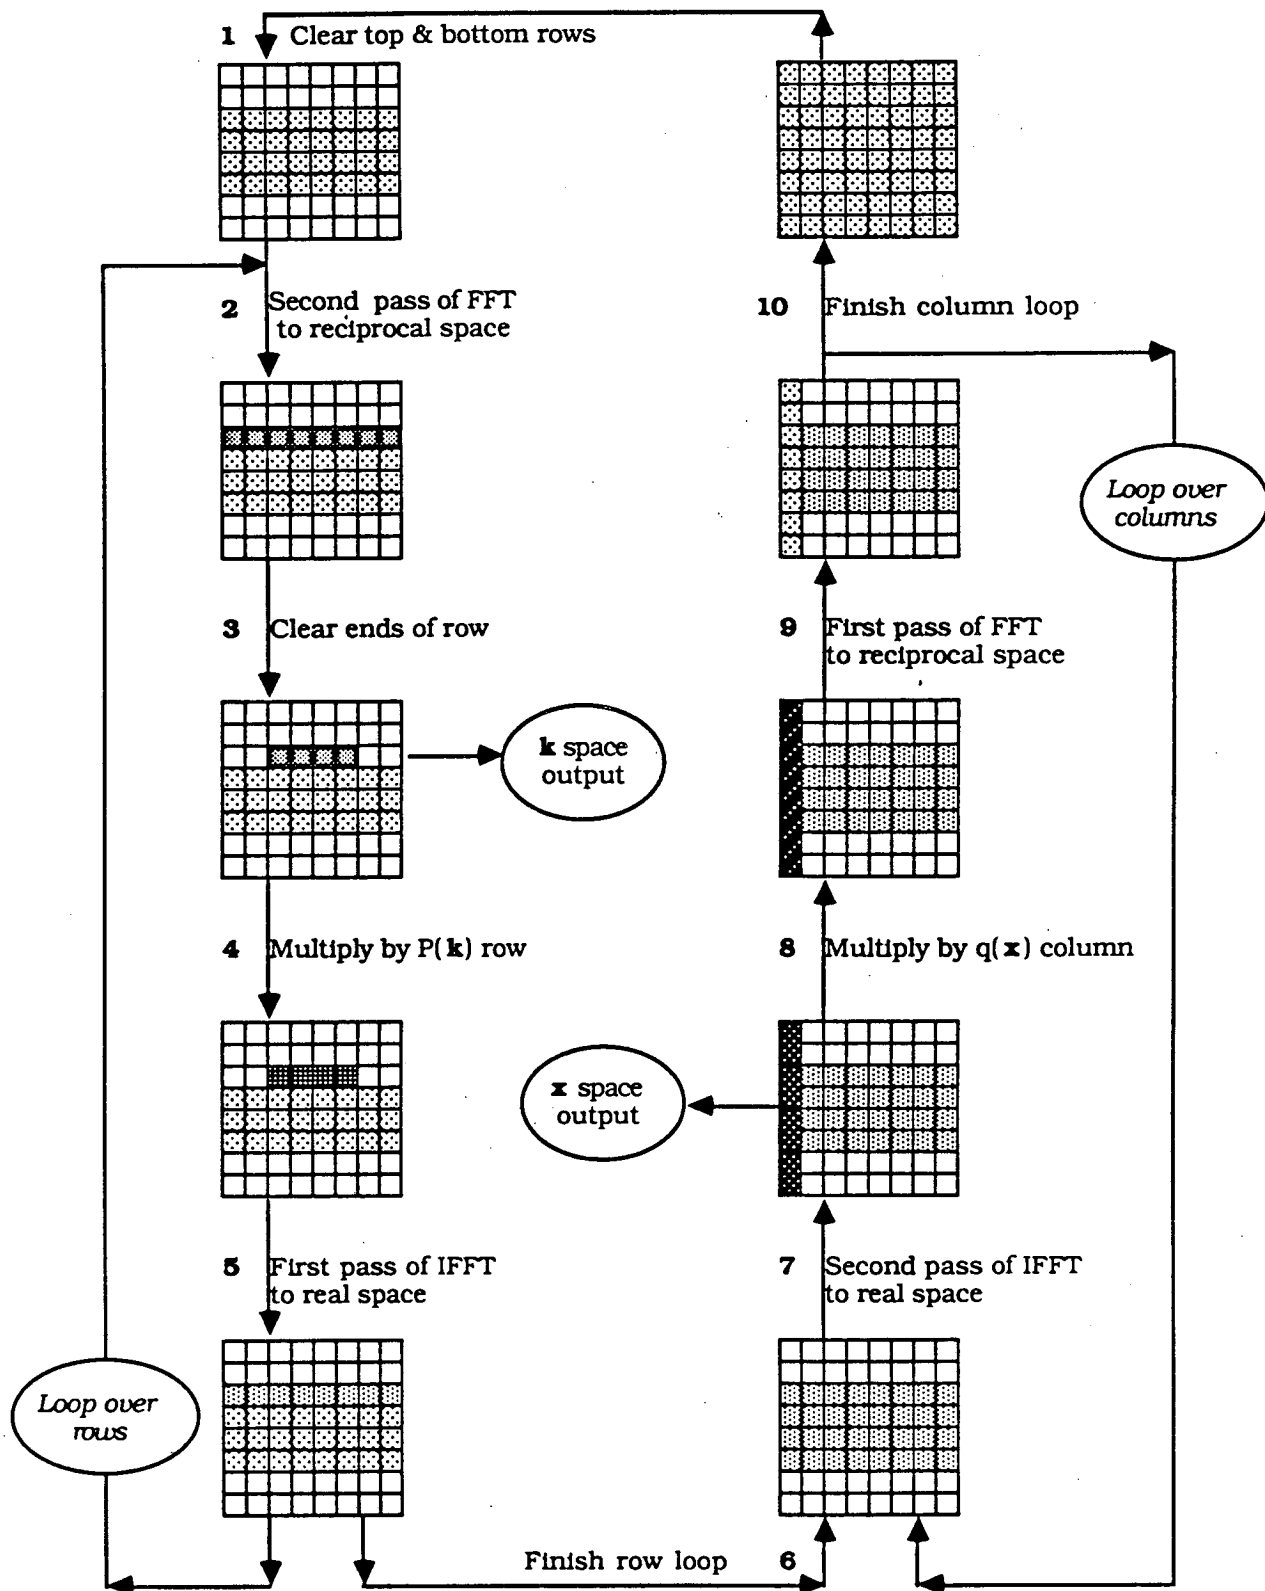 1 Clear top & bottom rows
2 Second pass of FFT
to reciprocal space
3 Clear ends of row
k space
output
4 Multiply by P(k) row
5 First pass of IFFT
to real space
Loop over
rows
Finish row loop 6
7 Second pass of IFFT
to real space
x space
output
8 Multiply by q(x) column
9 First pass of FFT
to reciprocal space
10 Finish column loop
Loop over
columns